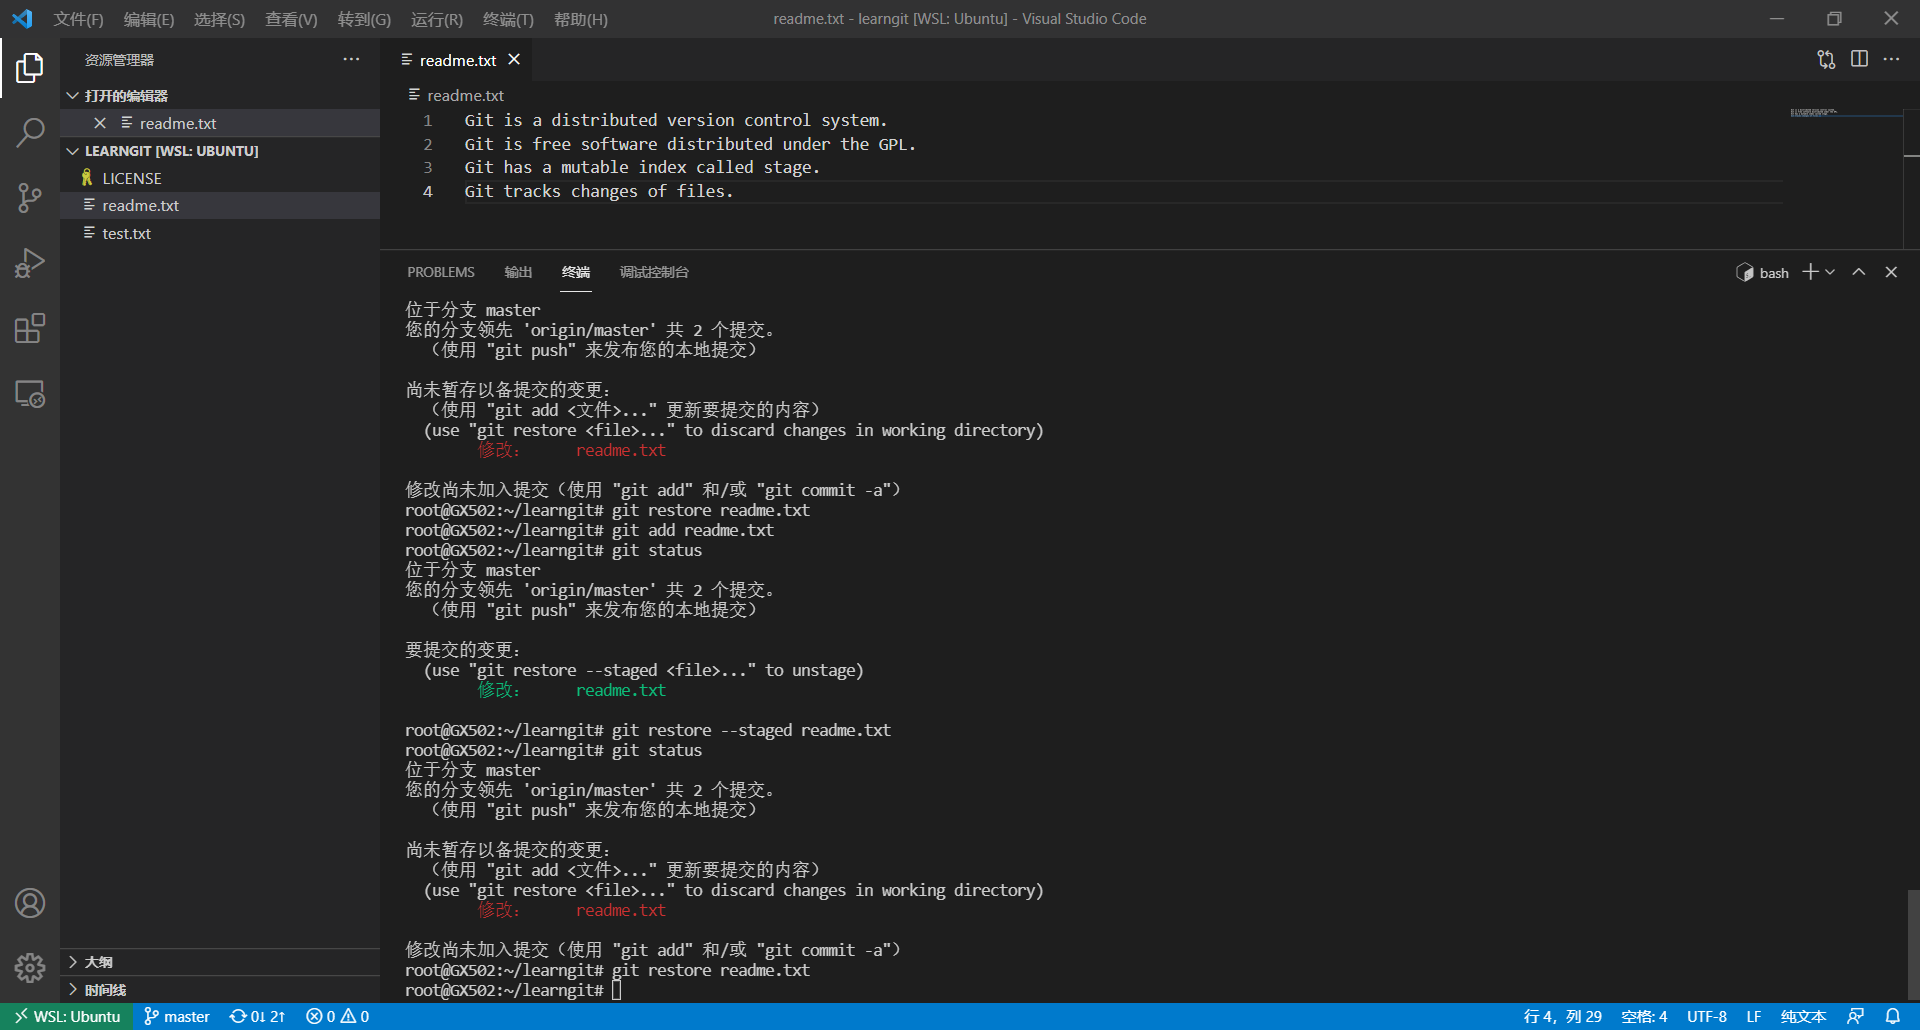 文件(F) 编辑(E) 选择(S) 查看(V) 转到(G) 运行(R) 终端(T) 帮助(H) readme.txt - learngit [WSL: Ubuntu] - Visual Studio Code
资源管理器
打开的编辑器
readme.txt
LEARNGIT [WSL: UBUNTU]
LICENSE
readme.txt
test.txt
大纲
时间线
readme.txt
readme.txt
1 Git is a distributed version control system.
2 Git is free software distributed under the GPL.
3 Git has a mutable index called stage.
4 Git tracks changes of files.
PROBLEMS 输出 终端 调试控制台 bash
位于分支 master
您的分支领先 'origin/master' 共 2 个提交。
（使用 "git push" 来发布您的本地提交）
尚未暂存以备提交的变更：
（使用 "git add <文件>..." 更新要提交的内容）
(use "git restore <file>..." to discard changes in working directory)
修改： readme.txt
修改尚未加入提交（使用 "git add" 和/或 "git commit -a"）
root@GX502:~/learngit# git restore readme.txt
root@GX502:~/learngit# git add readme.txt
root@GX502:~/learngit# git status
位于分支 master
您的分支领先 'origin/master' 共 2 个提交。
（使用 "git push" 来发布您的本地提交）
要提交的变更：
(use "git restore --staged <file>..." to unstage)
修改： readme.txt
root@GX502:~/learngit# git restore --staged readme.txt
root@GX502:~/learngit# git status
位于分支 master
您的分支领先 'origin/master' 共 2 个提交。
（使用 "git push" 来发布您的本地提交）
尚未暂存以备提交的变更：
（使用 "git add <文件>..." 更新要提交的内容）
(use "git restore <file>..." to discard changes in working directory)
修改： readme.txt
修改尚未加入提交（使用 "git add" 和/或 "git commit -a"）
root@GX502:~/learngit# git restore readme.txt
root@GX502:~/learngit#
WSL: Ubuntu master 0↓ 2↑ 0 0 行 4，列 29 空格: 4 UTF-8 LF 纯文本